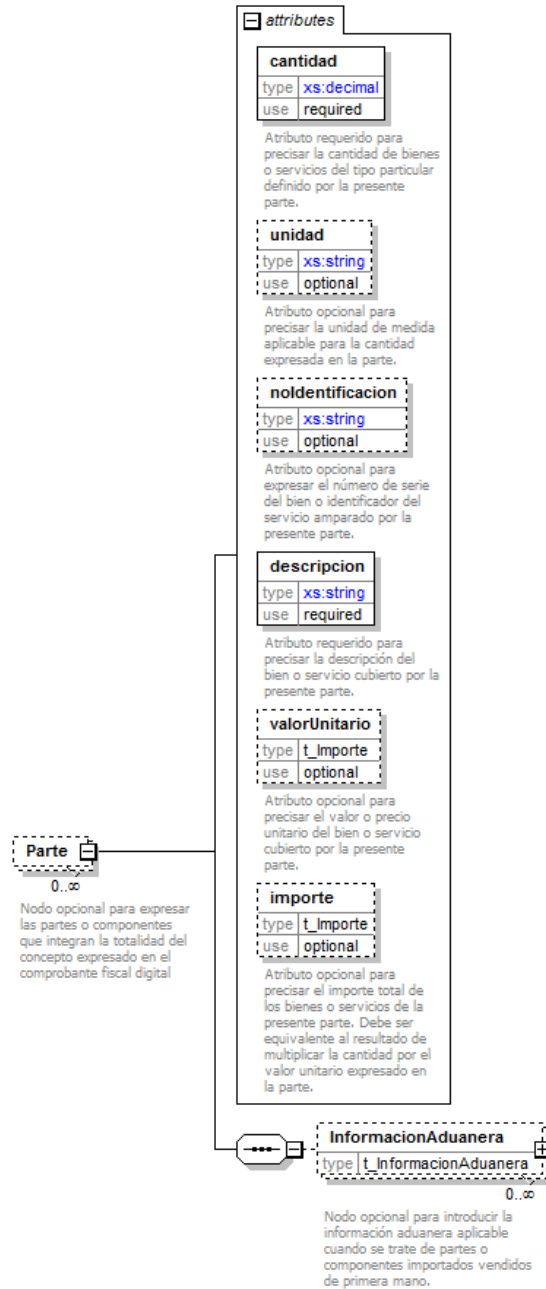 attributes
cantidad
type xs:decimal
use required
Atributo requerido para
precisar la cantidad de bienes
o servicios del tipo particular
definido por la presente
parte.
unidad
type xs:string
use optional
Atributo opcional para
precisar la unidad de medida
aplicable para la cantidad
expresada en la parte.
noIdentificacion
type xs:string
use optional
Atributo opcional para
expresar el número de serie
del bien o identificador del
servicio amparado por la
presente parte.
descripcion
type xs:string
use required
Atributo requerido para
precisar la descripción del
bien o servicio cubierto por la
presente parte.
valorUnitario
type t_Importe
use optional
Atributo opcional para
precisar el valor o precio
unitario del bien o servicio
cubierto por la presente
parte.
Parte
0..∞
Nodo opcional para expresar
las partes o componentes
que integran la totalidad del
concepto expresado en el
comprobante fiscal digital
importe
type t_Importe
use optional
Atributo opcional para
precisar el importe total de
los bienes o servicios de la
presente parte. Debe ser
equivalente al resultado de
multiplicar la cantidad por el
valor unitario expresado en
la parte.
InformacionAduanera
type t_InformacionAduanera
0..∞
Nodo opcional para introducir la
información aduanera aplicable
cuando se trate de partes o
componentes importados vendidos
de primera mano.